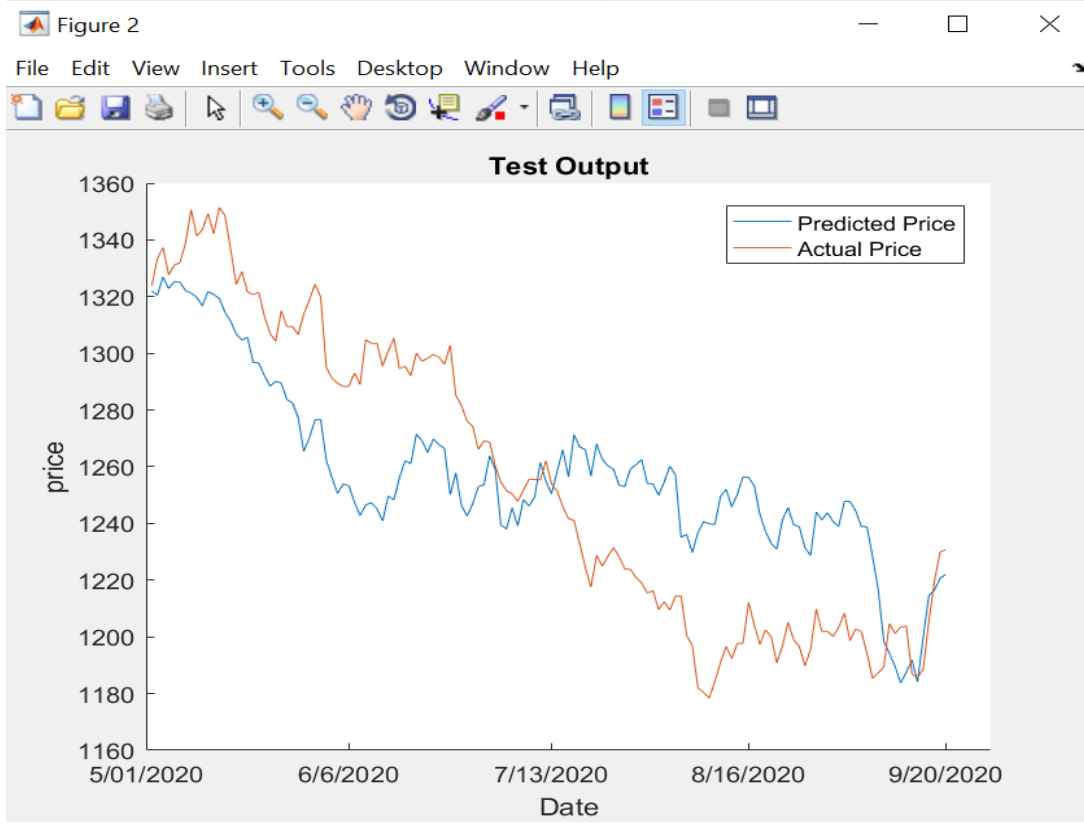 Figure 2
File Edit View Insert Tools Desktop Window Help
Test Output
1360
1340
1320
1300
1280
1260
1240
1220
1200
1180
1160
price
Predicted Price
Actual Price
5/01/2020 6/6/2020 7/13/2020 8/16/2020 9/20/2020
Date